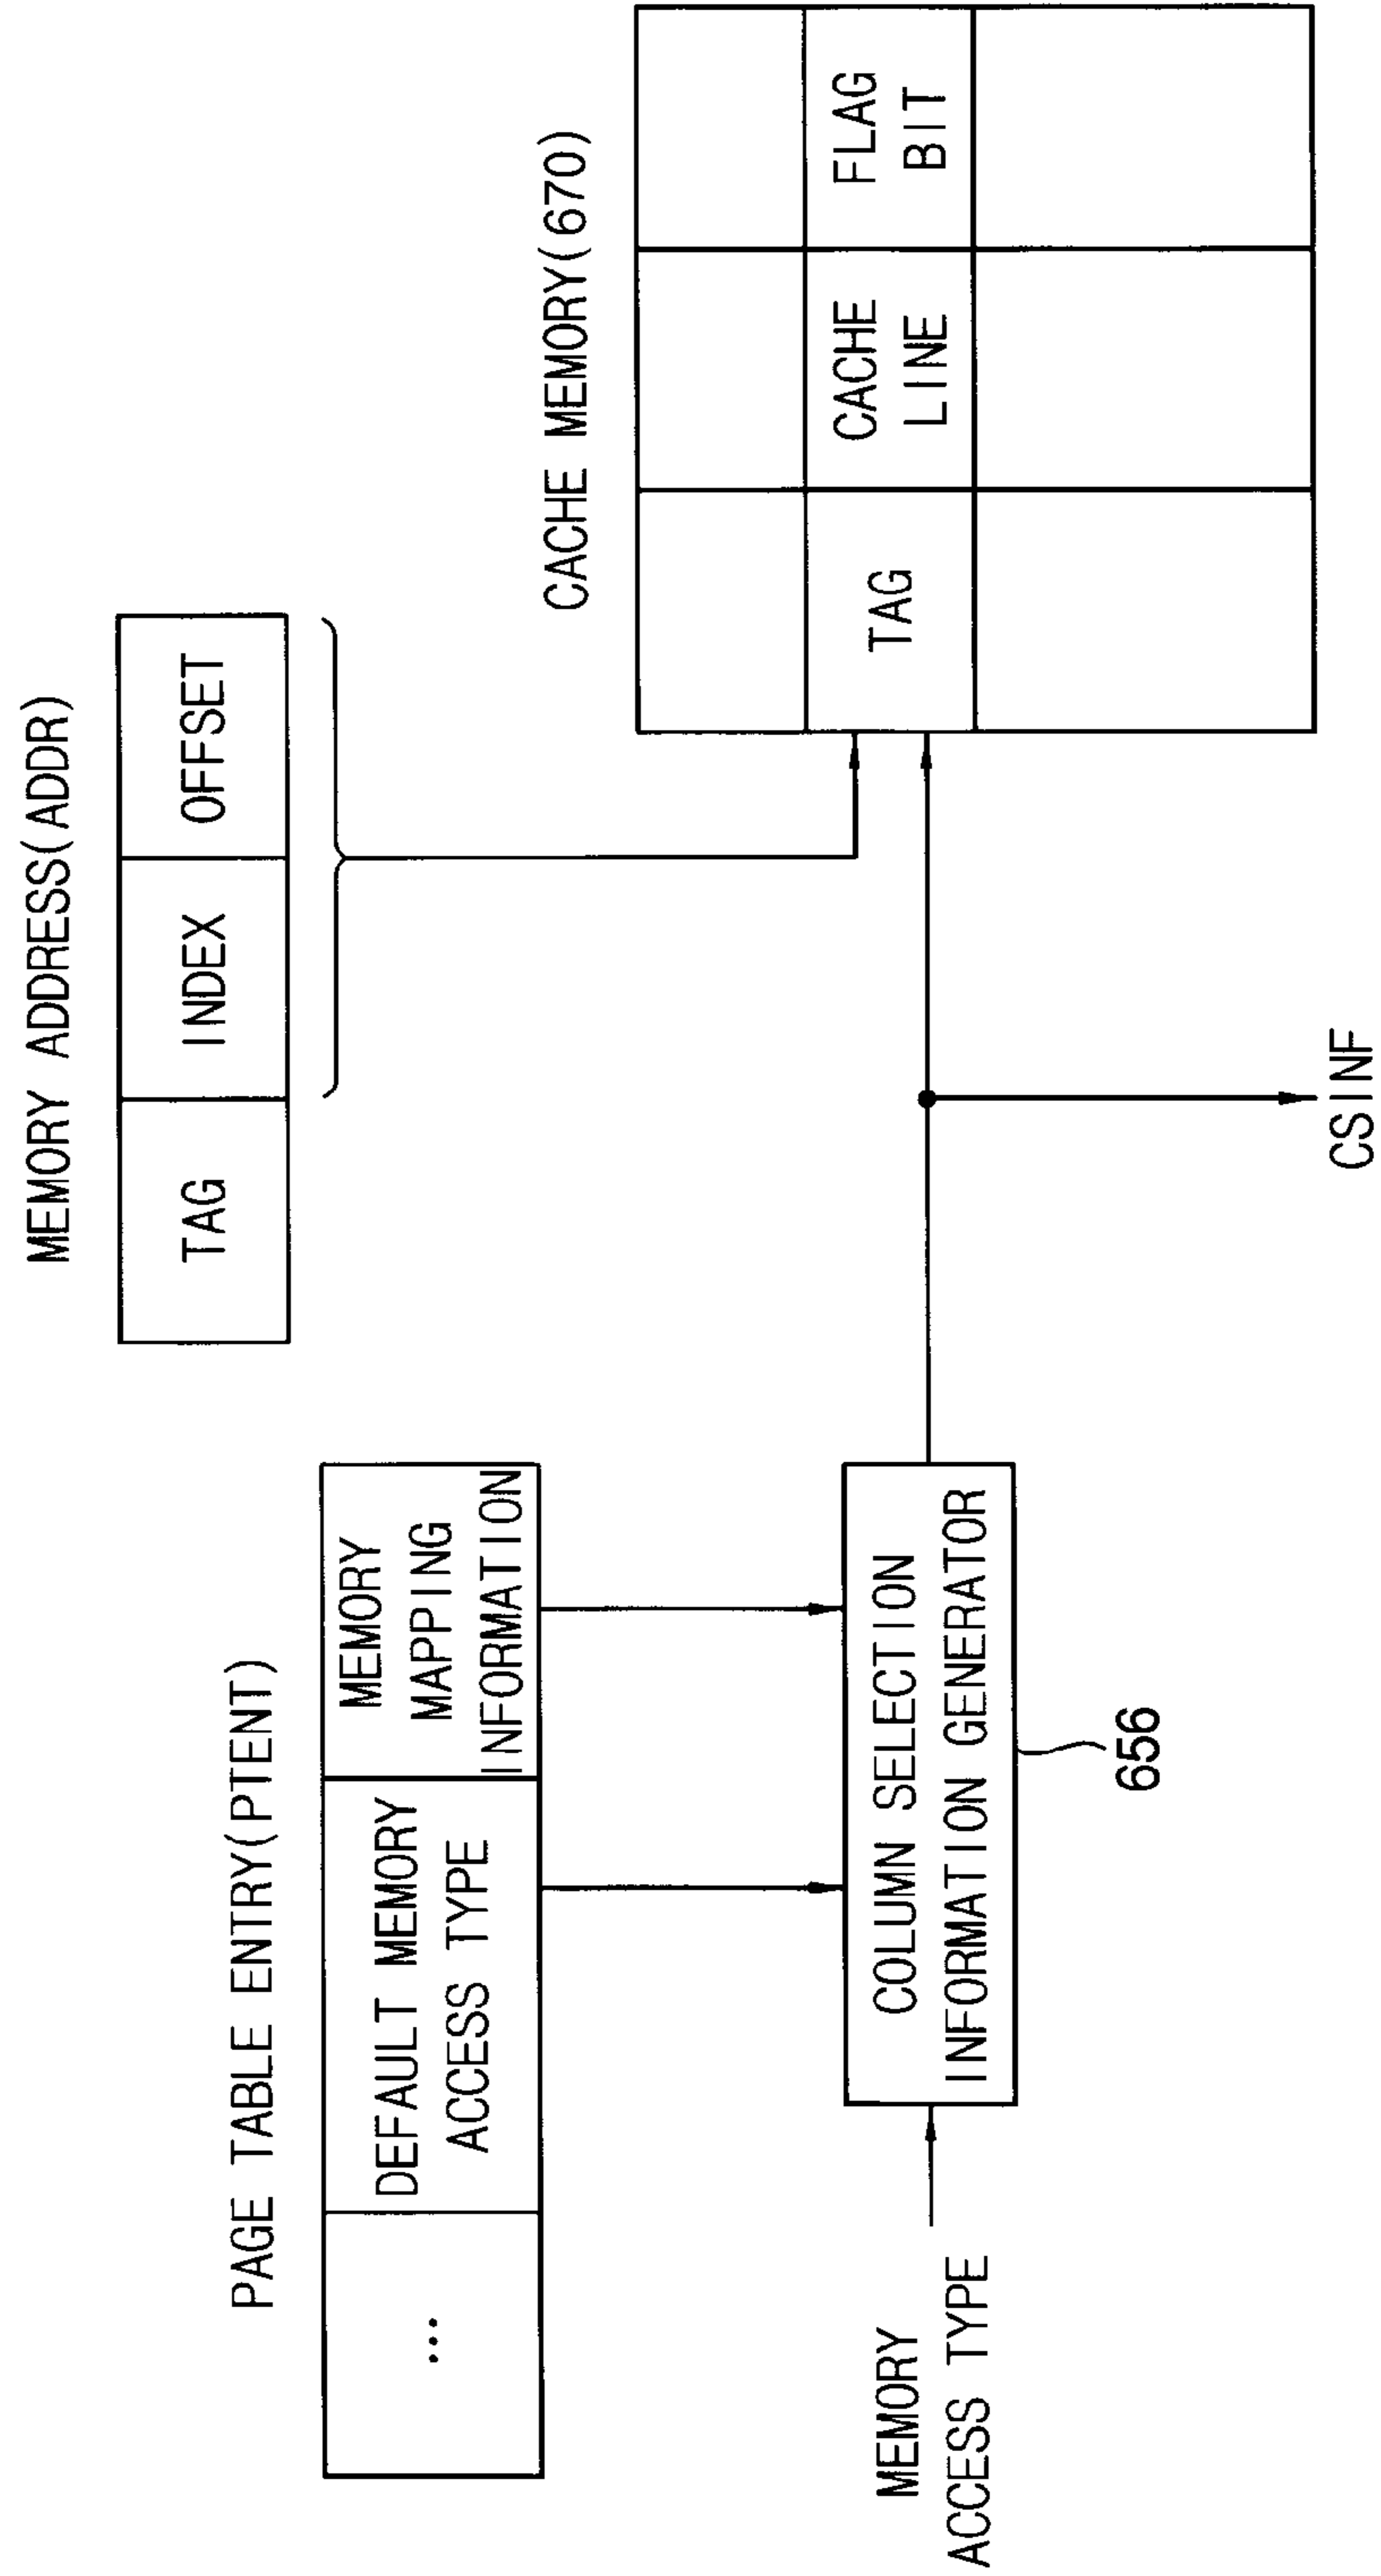 PAGE TABLE ENTRY(PTENT)
...
DEFAULT MEMORY
ACCESS TYPE
MEMORY
MAPPING
INFORMATION
MEMORY
ACCESS TYPE
COLUMN SELECTION
INFORMATION GENERATOR
656
MEMORY ADDRESS(ADDR)
TAG
INDEX
OFFSET
CSINF
CACHE MEMORY(670)
TAG
CACHE
LINE
FLAG
BIT